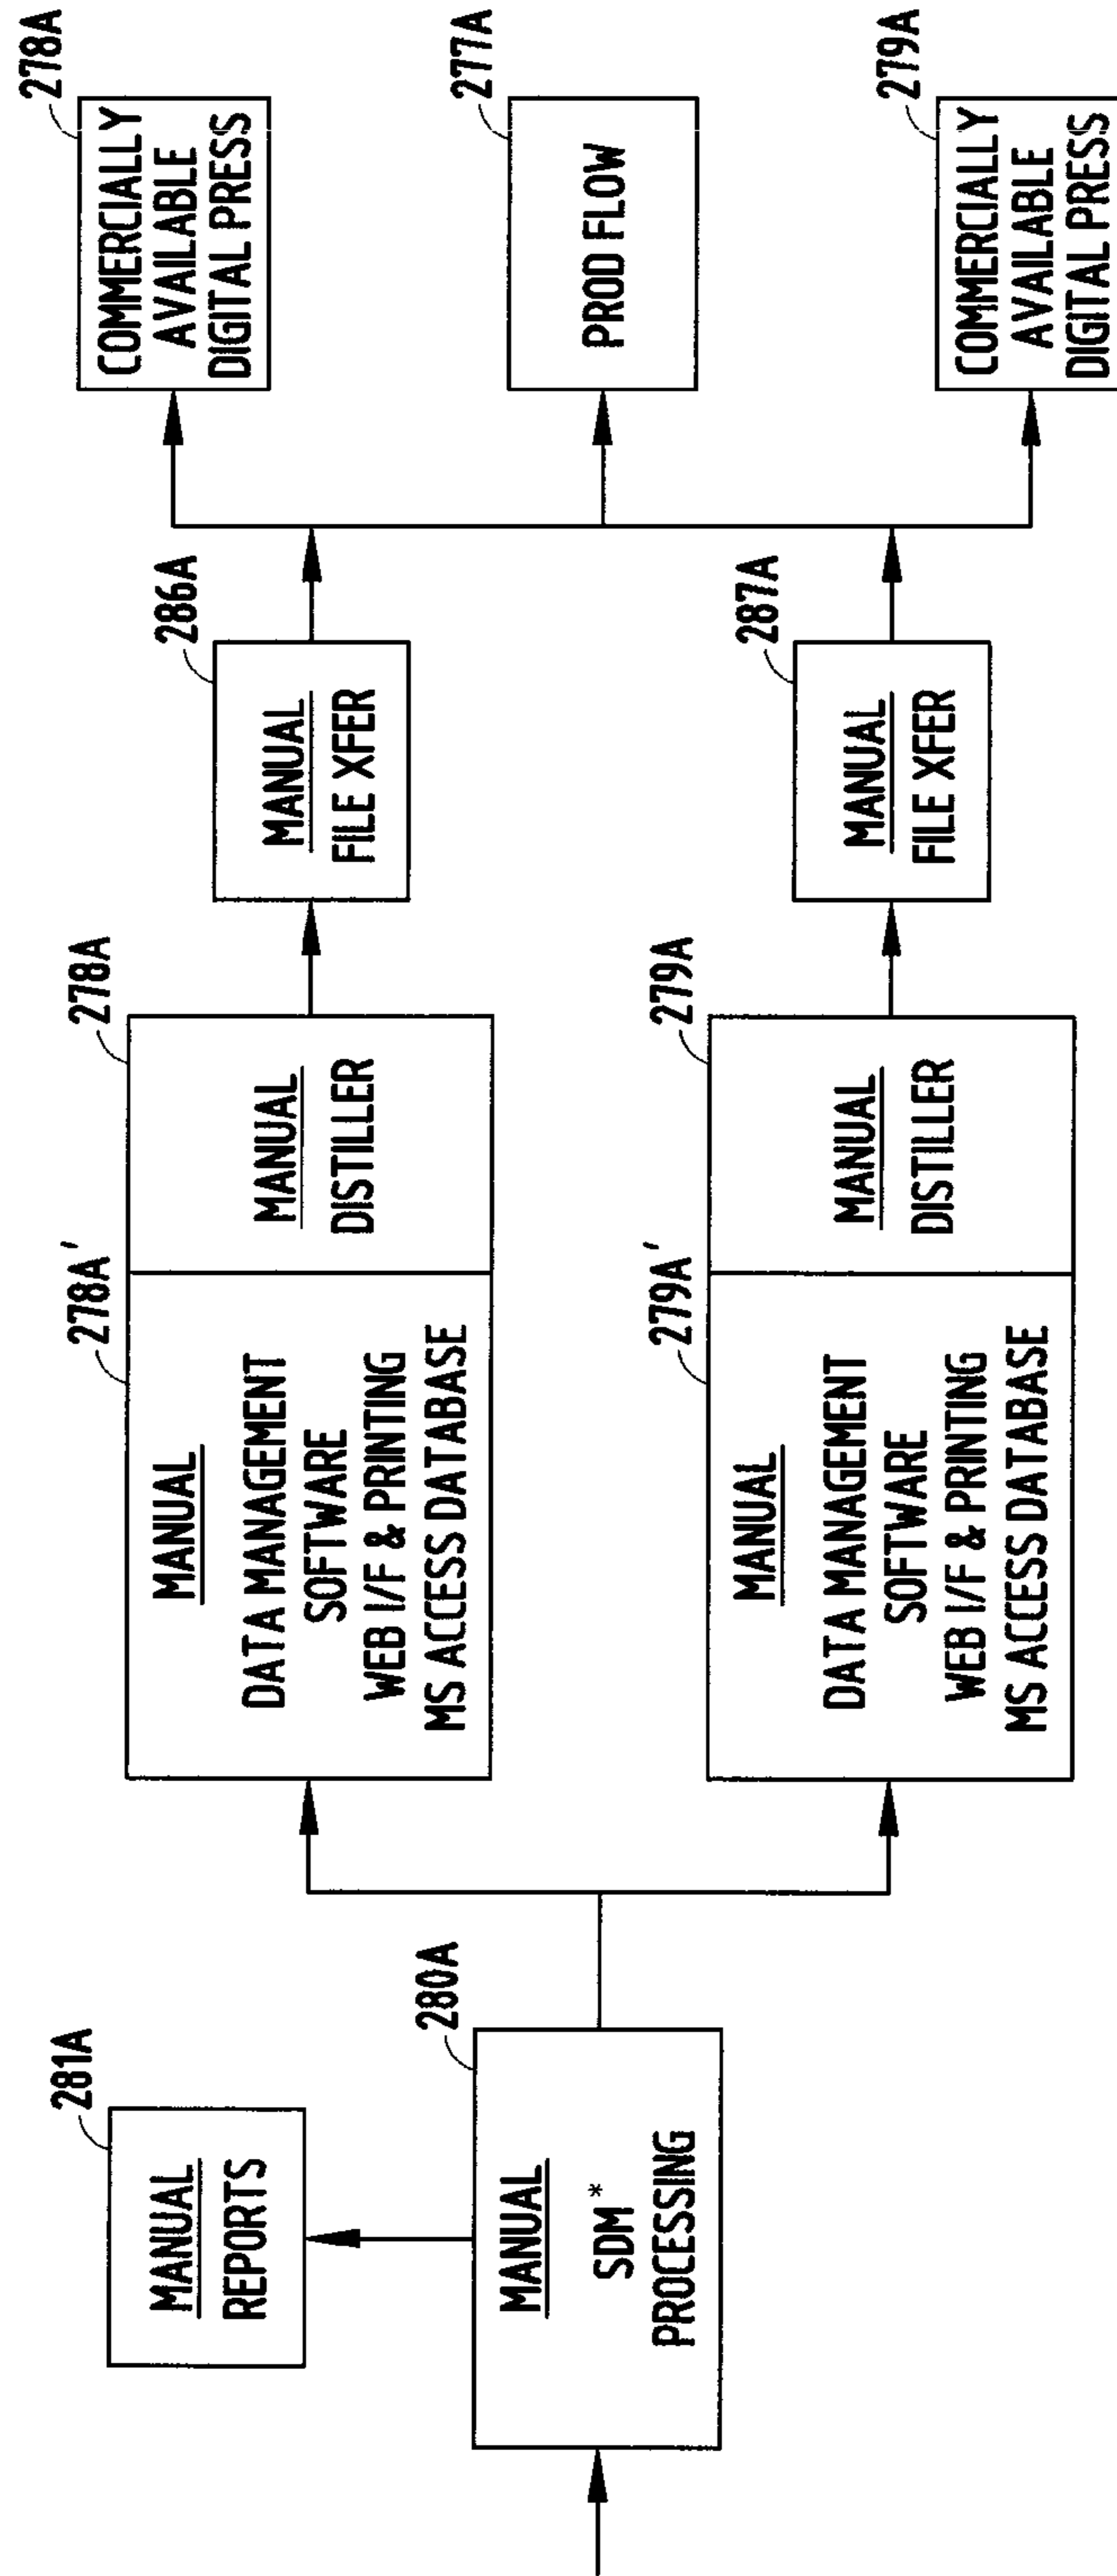 281A
MANUAL
REPORTS
280A
MANUAL
SDM*
PROCESSING
278A'
MANUAL
DATA MANAGEMENT
SOFTWARE
WEB I/F & PRINTING
MS ACCESS DATABASE
278A
MANUAL
DISTILLER
279A'
MANUAL
DATA MANAGEMENT
SOFTWARE
WEB I/F & PRINTING
MS ACCESS DATABASE
279A
MANUAL
DISTILLER
286A
MANUAL
FILE XFER
287A
MANUAL
FILE XFER
278A
COMMERCIALLY
AVAILABLE
DIGITAL PRESS
277A
PROD FLOW
279A
COMMERCIALLY
AVAILABLE
DIGITAL PRESS